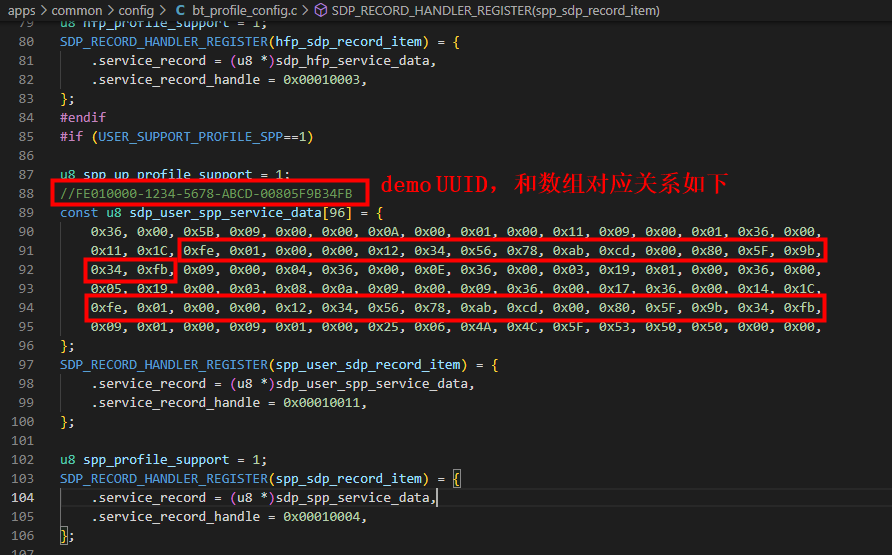 apps > common > config > C bt_profile_config.c > SDP_RECORD_HANDLER_REGISTER(spp_sdp_record_item)
79 u8 hfp_profile_support = 1;
80 SDP_RECORD_HANDLER_REGISTER(hfp_sdp_record_item) = {
81 .service_record = (u8 *)sdp_hfp_service_data,
82 .service_record_handle = 0x00010003,
83 };
84 #endif
85 #if (USER_SUPPORT_PROFILE_SPP==1)
86
87 u8 spp_up_profile_support = 1;
88 //FE010000-1234-5678-ABCD-00805F9B34FB
demo UUID，和数组对应关系如下
89 const u8 sdp_user_spp_service_data[96] = {
90 0x36, 0x00, 0x5B, 0x09, 0x00, 0x00, 0x0A, 0x00, 0x01, 0x00, 0x11, 0x09, 0x00, 0x01, 0x36, 0x00,
91 0x11, 0x1C, 0xfe, 0x01, 0x00, 0x00, 0x12, 0x34, 0x56, 0x78, 0xab, 0xcd, 0x00, 0x80, 0x5F, 0x9b,
92 0x34, 0xfb, 0x09, 0x00, 0x04, 0x36, 0x00, 0x0E, 0x36, 0x00, 0x03, 0x19, 0x01, 0x00, 0x36, 0x00,
93 0x05, 0x19, 0x00, 0x03, 0x08, 0x0a, 0x09, 0x00, 0x09, 0x36, 0x00, 0x17, 0x36, 0x00, 0x14, 0x1C,
94 0xfe, 0x01, 0x00, 0x00, 0x12, 0x34, 0x56, 0x78, 0xab, 0xcd, 0x00, 0x80, 0x5F, 0x9b, 0x34, 0xfb,
95 0x09, 0x01, 0x00, 0x09, 0x01, 0x00, 0x25, 0x06, 0x4A, 0x4C, 0x5F, 0x53, 0x50, 0x50, 0x00, 0x00,
96 };
97 SDP_RECORD_HANDLER_REGISTER(spp_user_sdp_record_item) = {
98 .service_record = (u8 *)sdp_user_spp_service_data,
99 .service_record_handle = 0x00010011,
100 };
101
102 u8 spp_profile_support = 1;
103 SDP_RECORD_HANDLER_REGISTER(spp_sdp_record_item) = {
104 .service_record = (u8 *)sdp_spp_service_data,
105 .service_record_handle = 0x00010004,
106 };
107